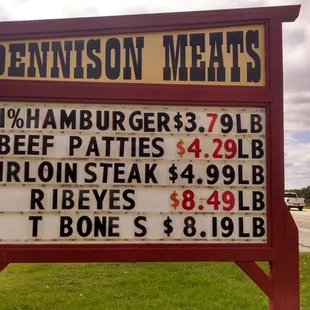 DENNISON MEATS
1% HAMBURGER $3.79LB
BEEF PATTIES $4.29LB
IRLOIN STEAK $4.99LB
RIBEYES $8.49LB
T BONE S $8.19LB